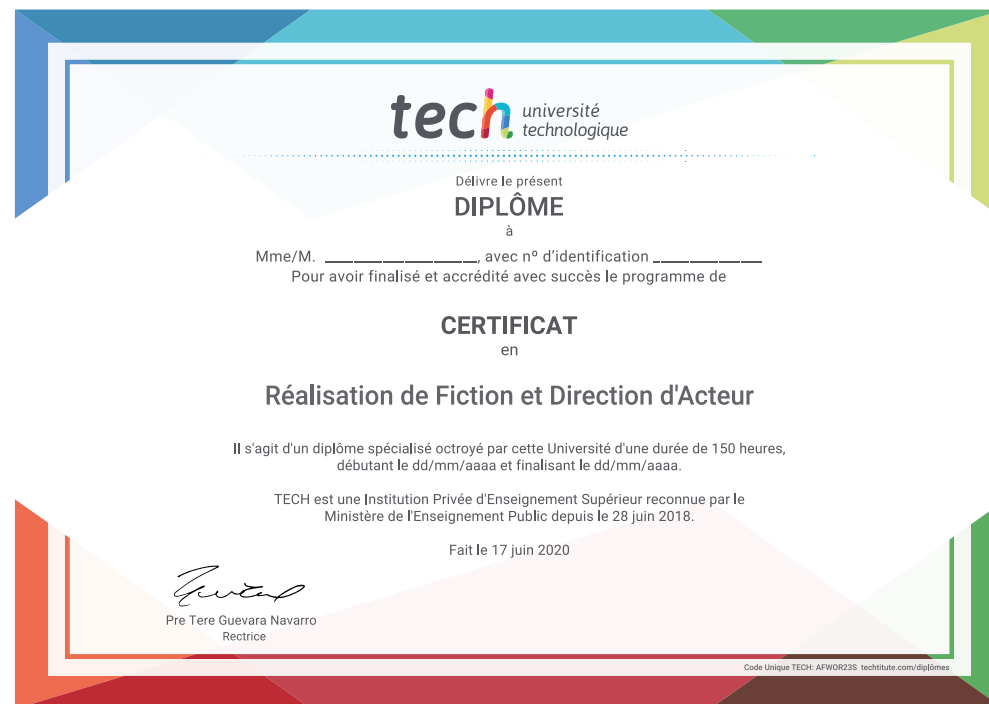 tech université
technologique
Délivre le présent
DIPLÔME
à
Mme/M. ____________________, avec nº d'identification ______________
Pour avoir finalisé et accrédité avec succès le programme de
CERTIFICAT
en
Réalisation de Fiction et Direction d'Acteur
Il s'agit d'un diplôme spécialisé octroyé par cette Université d'une durée de 150 heures,
débutant le dd/mm/aaaa et finalisant le dd/mm/aaaa.
TECH est une Institution Privée d'Enseignement Supérieur reconnue par le
Ministère de l'Enseignement Public depuis le 28 juin 2018.
Fait le 17 juin 2020
Pre Tere Guevara Navarro
Rectrice
Code Unique TECH: AFWOR23S techtitute.com/diplômes